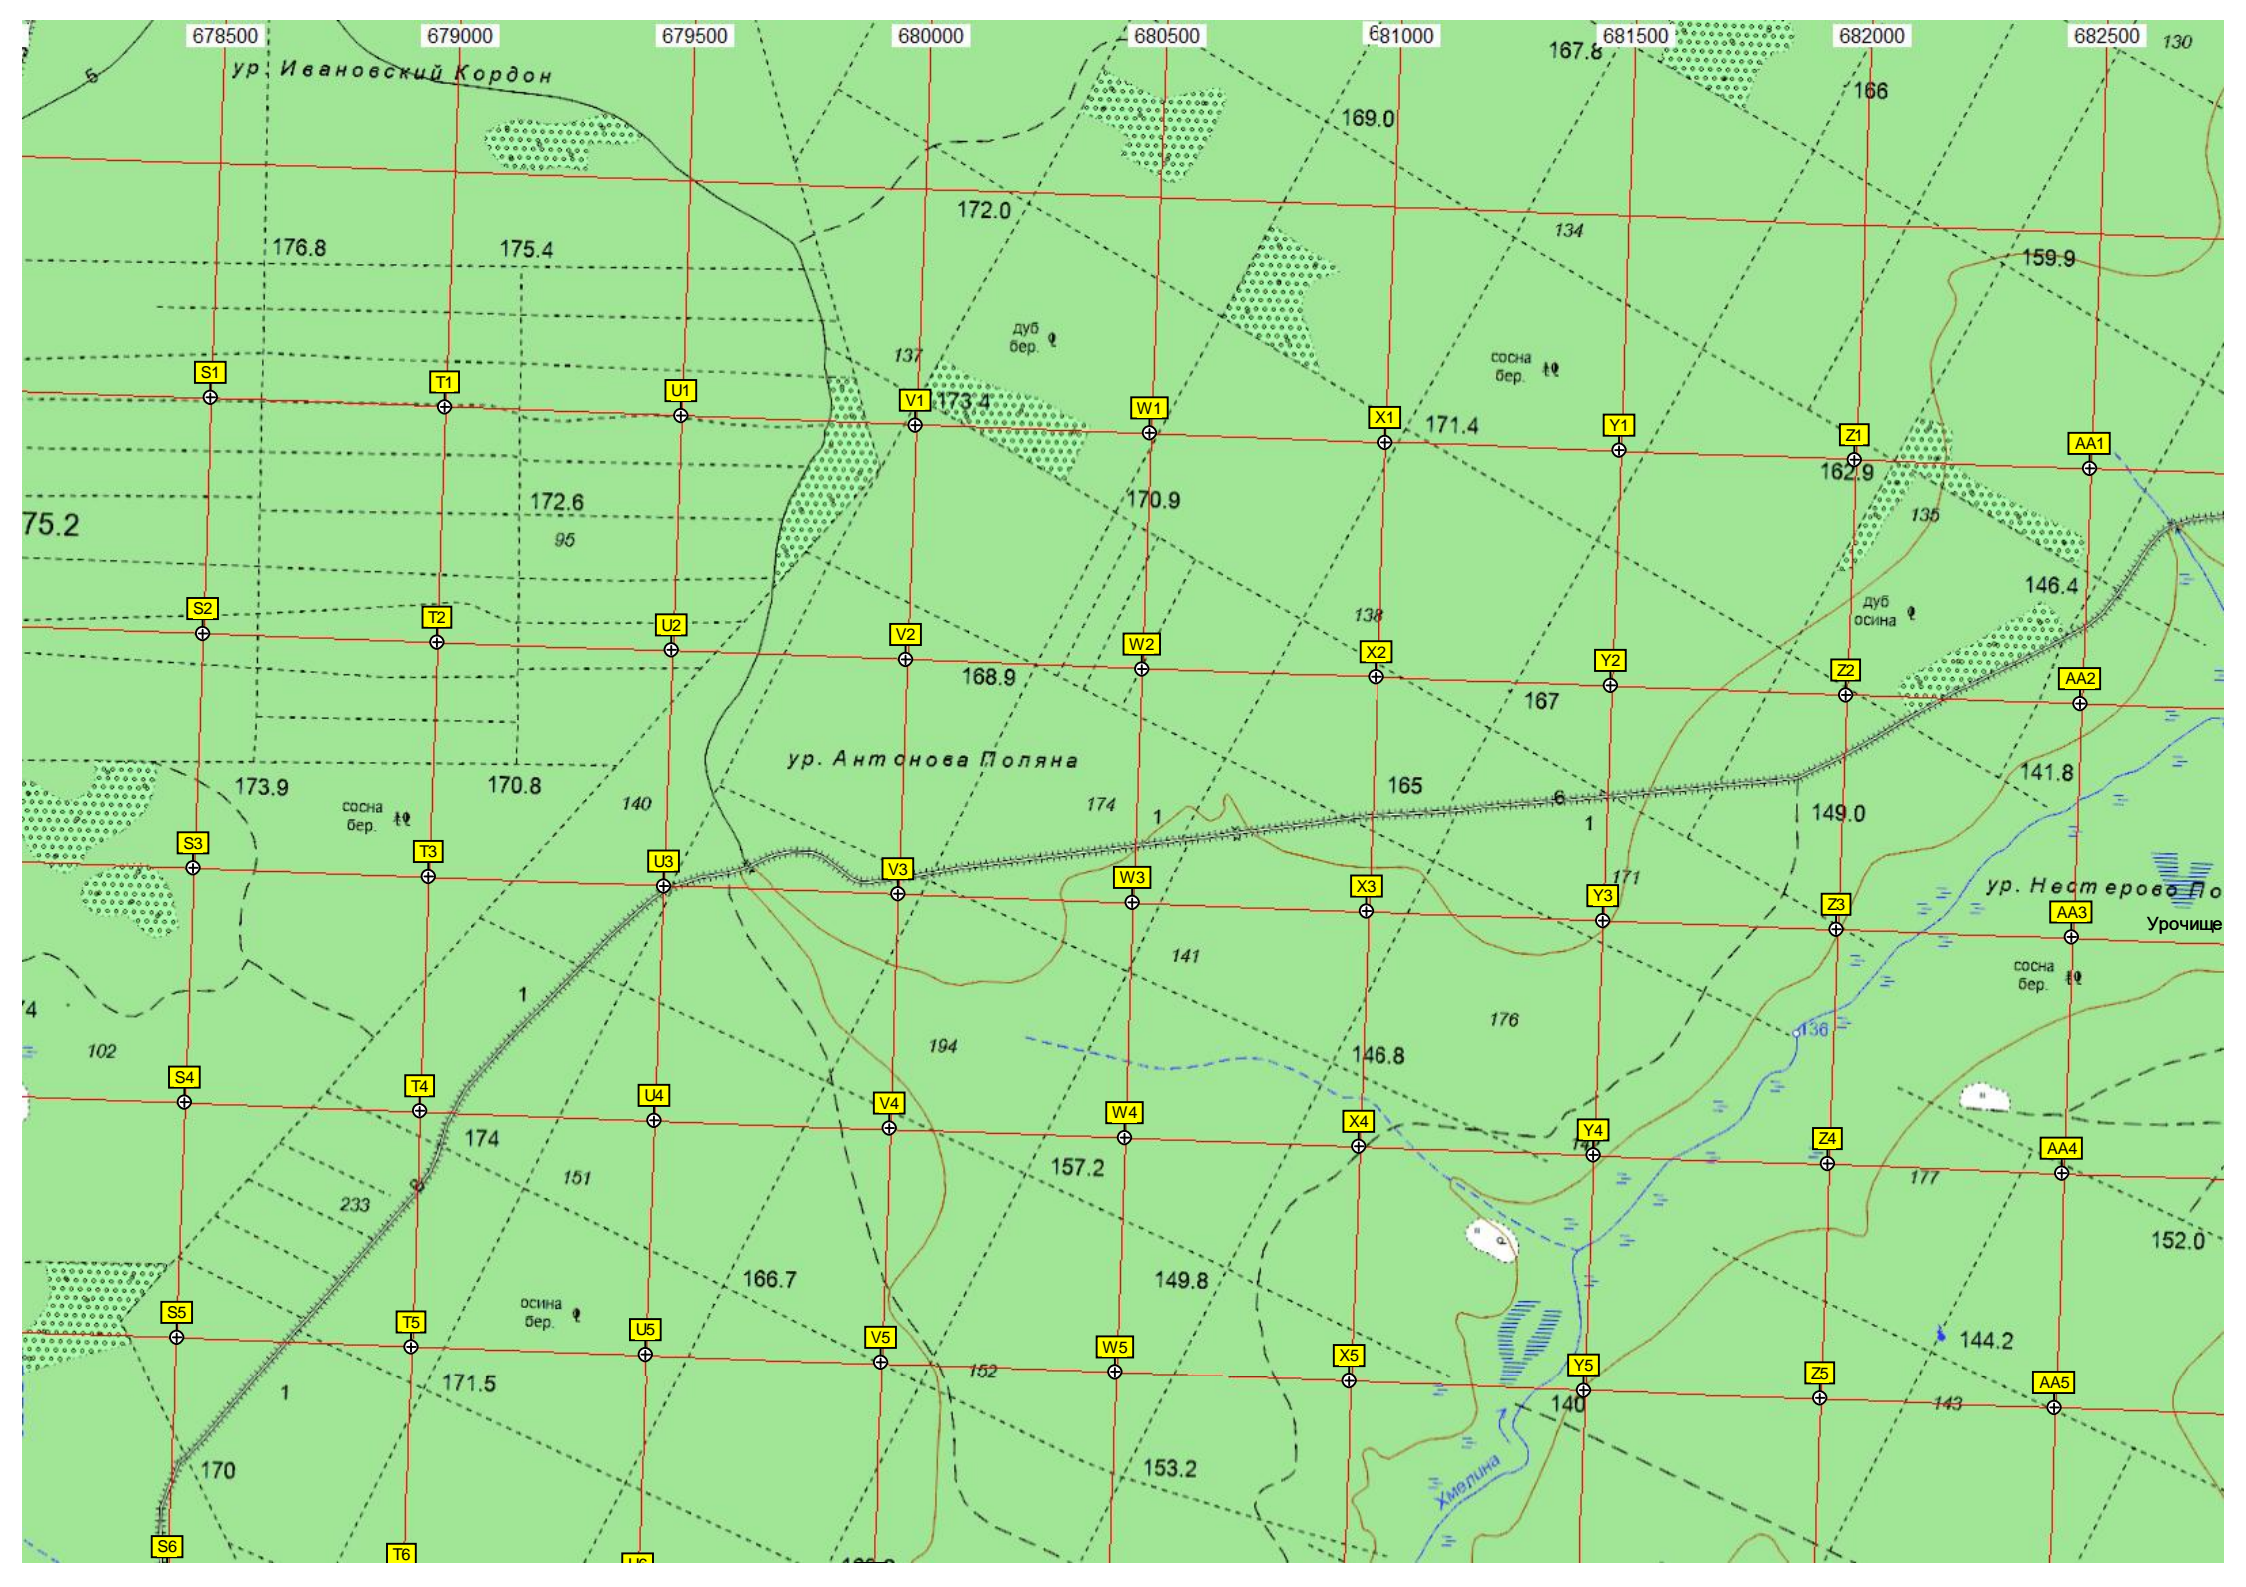 678500 679000 679500 680000 680500 681000 681500 682000 682500 130
167.8
5 ур. Ивановский Кордон
166
169.0
172.0
134
176.8 175.4
159.9
дуб
бер.
137
сосна
бер.
S1 T1 U1 V1 173.4 W1 X1 171.4 Y1 Z1 AA1
162.9
172.6 170.9
75.2 95 135
146.4
138 дуб
осина
S2 T2 U2 V2 W2 X2 Y2 Z2 AA2
168.9 167
ур. Антонова Поляна
173.9 170.8 165 141.8
сосна
бер.
140 174 1 6 1 149.0
S3 T3 U3 V3 W3 X3 171 Y3 Z3 AA3
ур. Нестерово По
Урочище
141
сосна
бер.
1
4 176 136
102 194 146.8
S4 T4 U4 V4 W4 X4 Y4 Z4 AA4
174 157.2
151 177
233 8
152.0
166.7 149.8
осина
бер.
S5 T5 U5 V5 W5 X5 Y5 Z5 AA5
144.2
152
1 171.5 140 143
170 153.2
Хмелина
S6 T6 U6